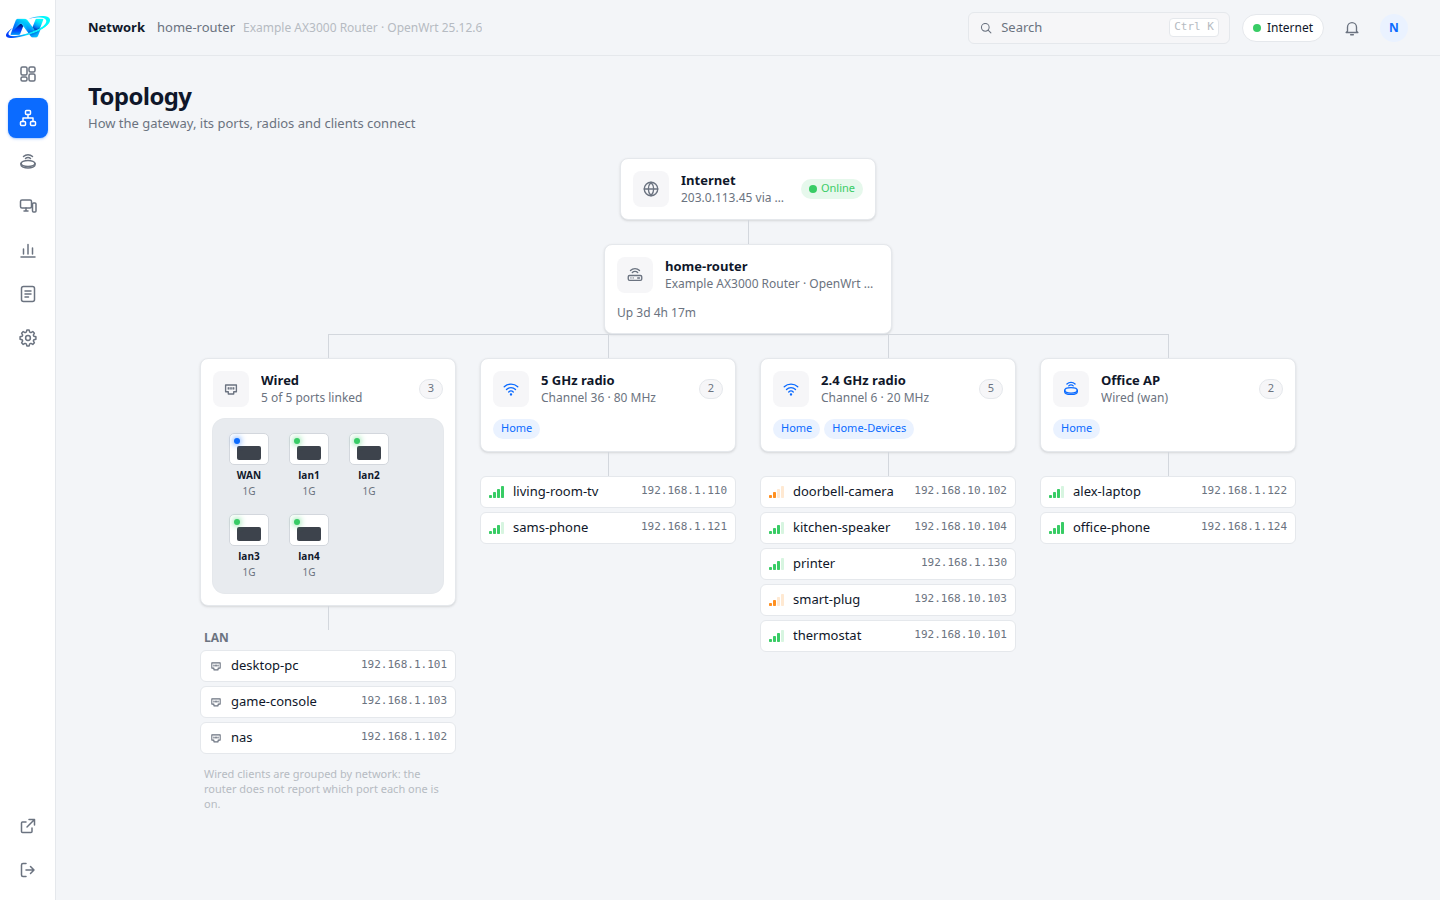 Network home-router Example AX3000 Router · OpenWrt 25.12.6
Search Ctrl K
Internet
N
Topology
How the gateway, its ports, radios and clients connect
Internet
203.0.113.45 via ...
Online
home-router
Example AX3000 Router · OpenWrt ...
Up 3d 4h 17m
Wired
5 of 5 ports linked
3
WAN
1G
lan1
1G
lan2
1G
lan3
1G
lan4
1G
LAN
desktop-pc 192.168.1.101
game-console 192.168.1.103
nas 192.168.1.102
Wired clients are grouped by network: the
router does not report which port each one is
on.
5 GHz radio
Channel 36 · 80 MHz
2
Home
living-room-tv 192.168.1.110
sams-phone 192.168.1.121
2.4 GHz radio
Channel 6 · 20 MHz
5
Home Home-Devices
doorbell-camera 192.168.10.102
kitchen-speaker 192.168.10.104
printer 192.168.1.130
smart-plug 192.168.10.103
thermostat 192.168.10.101
Office AP
Wired (wan)
2
Home
alex-laptop 192.168.1.122
office-phone 192.168.1.124